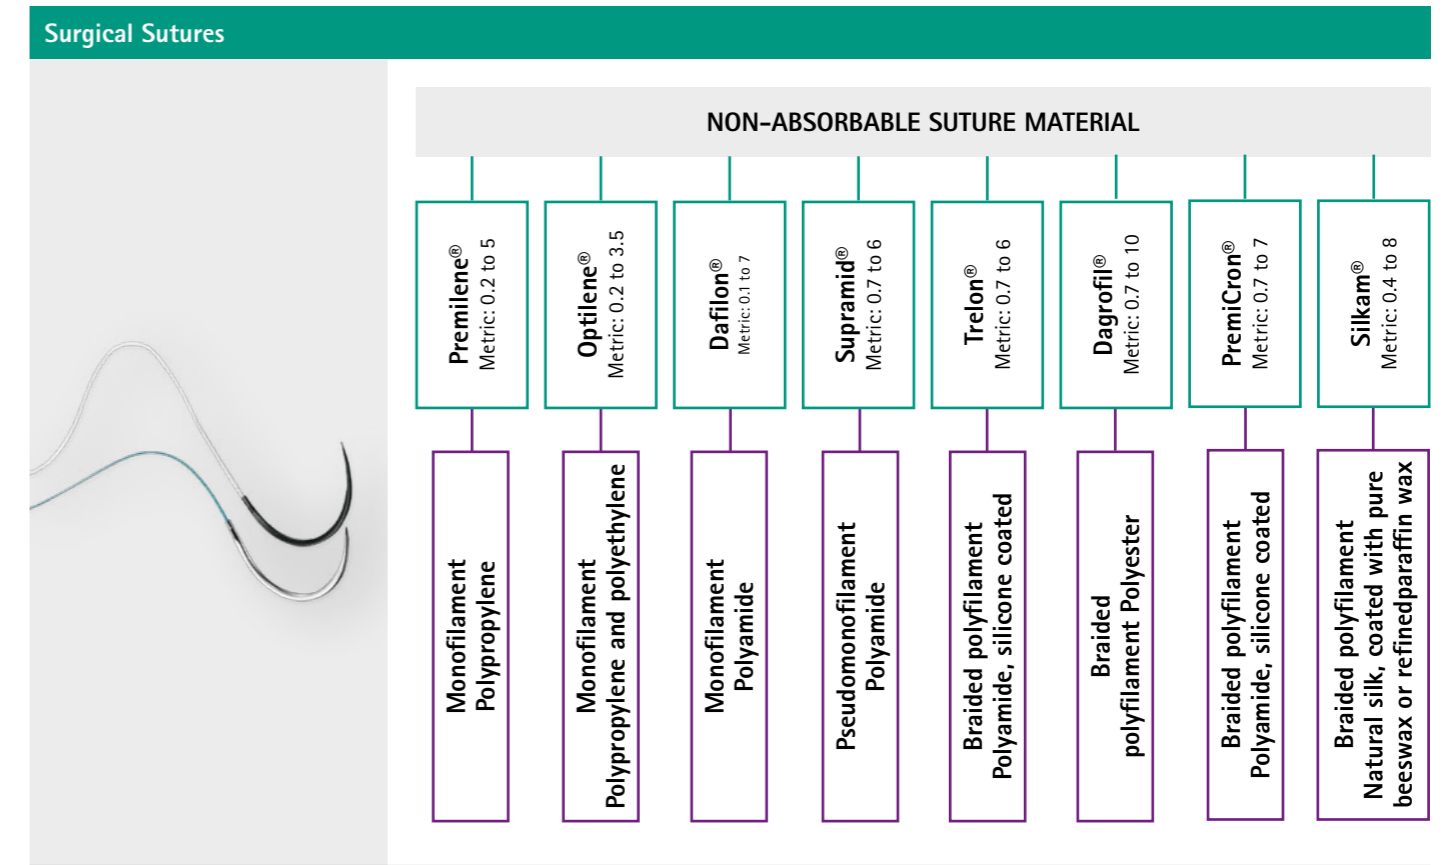 Surgical Sutures
NON-ABSORBABLE SUTURE MATERIAL
Premilene®
Metric: 0.2 to 5
Optilene®
Metric: 0.2 to 3.5
Dafilon®
Metric: 0.1 to 7
Supramid®
Metric: 0.7 to 6
Trelon®
Metric: 0.7 to 6
Dagrofil®
Metric: 0.7 to 10
PremiCron®
Metric: 0.7 to 7
Silkam®
Metric: 0.4 to 8
Monofilament
Polypropylene
Monofilament
Polypropylene and polyethylene
Monofilament
Polyamide
Pseudomonofilament
Polyamide
Braided polyfilament
Polyamide, silicone coated
Braided
polyfilament Polyester
Braided polyfilament
Polyamide, silicone coated
Braided polyfilament
Natural silk, coated with pure
beeswax or refinedparaffin wax